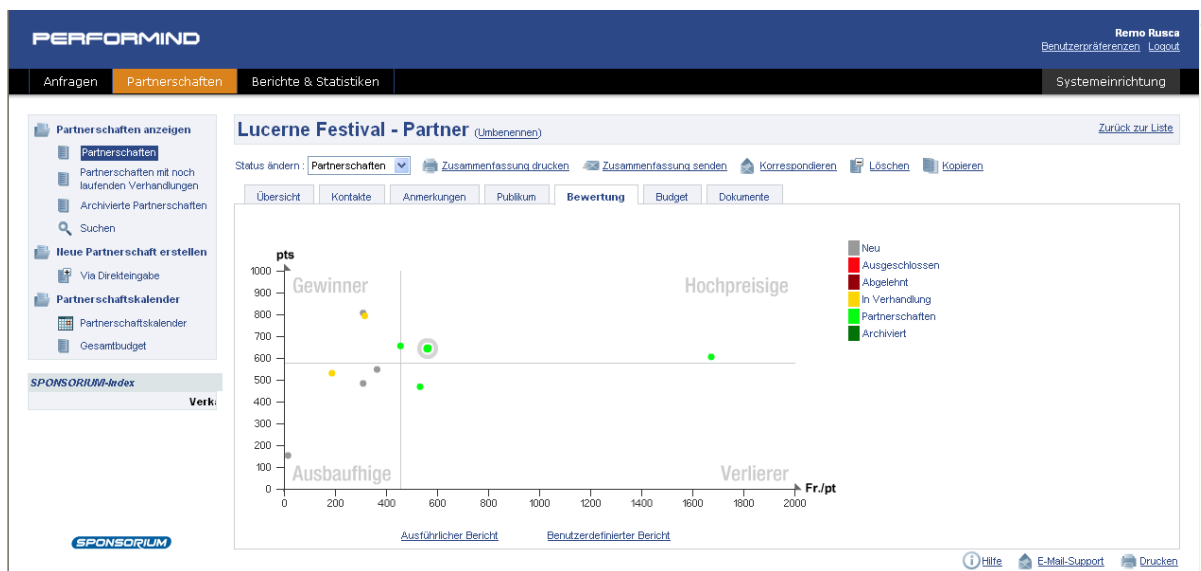 PERFORMIND
Remo Rusca
Benutzerpräferenzen Logout
Anfragen Partnerschaften Berichte & Statistiken Systemeinrichtung
Partnerschaften anzeigen
Partnerschaften
Partnerschaften mit noch
laufenden Verhandlungen
Archivierte Partnerschaften
Suchen
Neue Partnerschaft erstellen
Via Direkteingabe
Partnerschaftskalender
Partnerschaftskalender
Gesamtbudget
SPONSORIUM-Index
Verk
SPONSORIUM
Lucerne Festival - Partner (Umbenennen) Zurück zur Liste
Status ändern : Partnerschaften Zusammenfassung drucken Zusammenfassung senden Korrespondieren Löschen Kopieren
Übersicht Kontakte Anmerkungen Publikum Bewertung Budget Dokumente
pts
1000
900
800
700
600
500
400
300
200
100
0
Gewinner Hochpreisige
Ausbaufhige Verlierer
Fr./pt
0 200 400 600 800 1000 1200 1400 1600 1800 2000
Neu
Ausgeschlossen
Abgelehnt
In Verhandlung
Partnerschaften
Archiviert
Ausführlicher Bericht Benutzerdefinierter Bericht
Hilfe E-Mail-Support Drucken